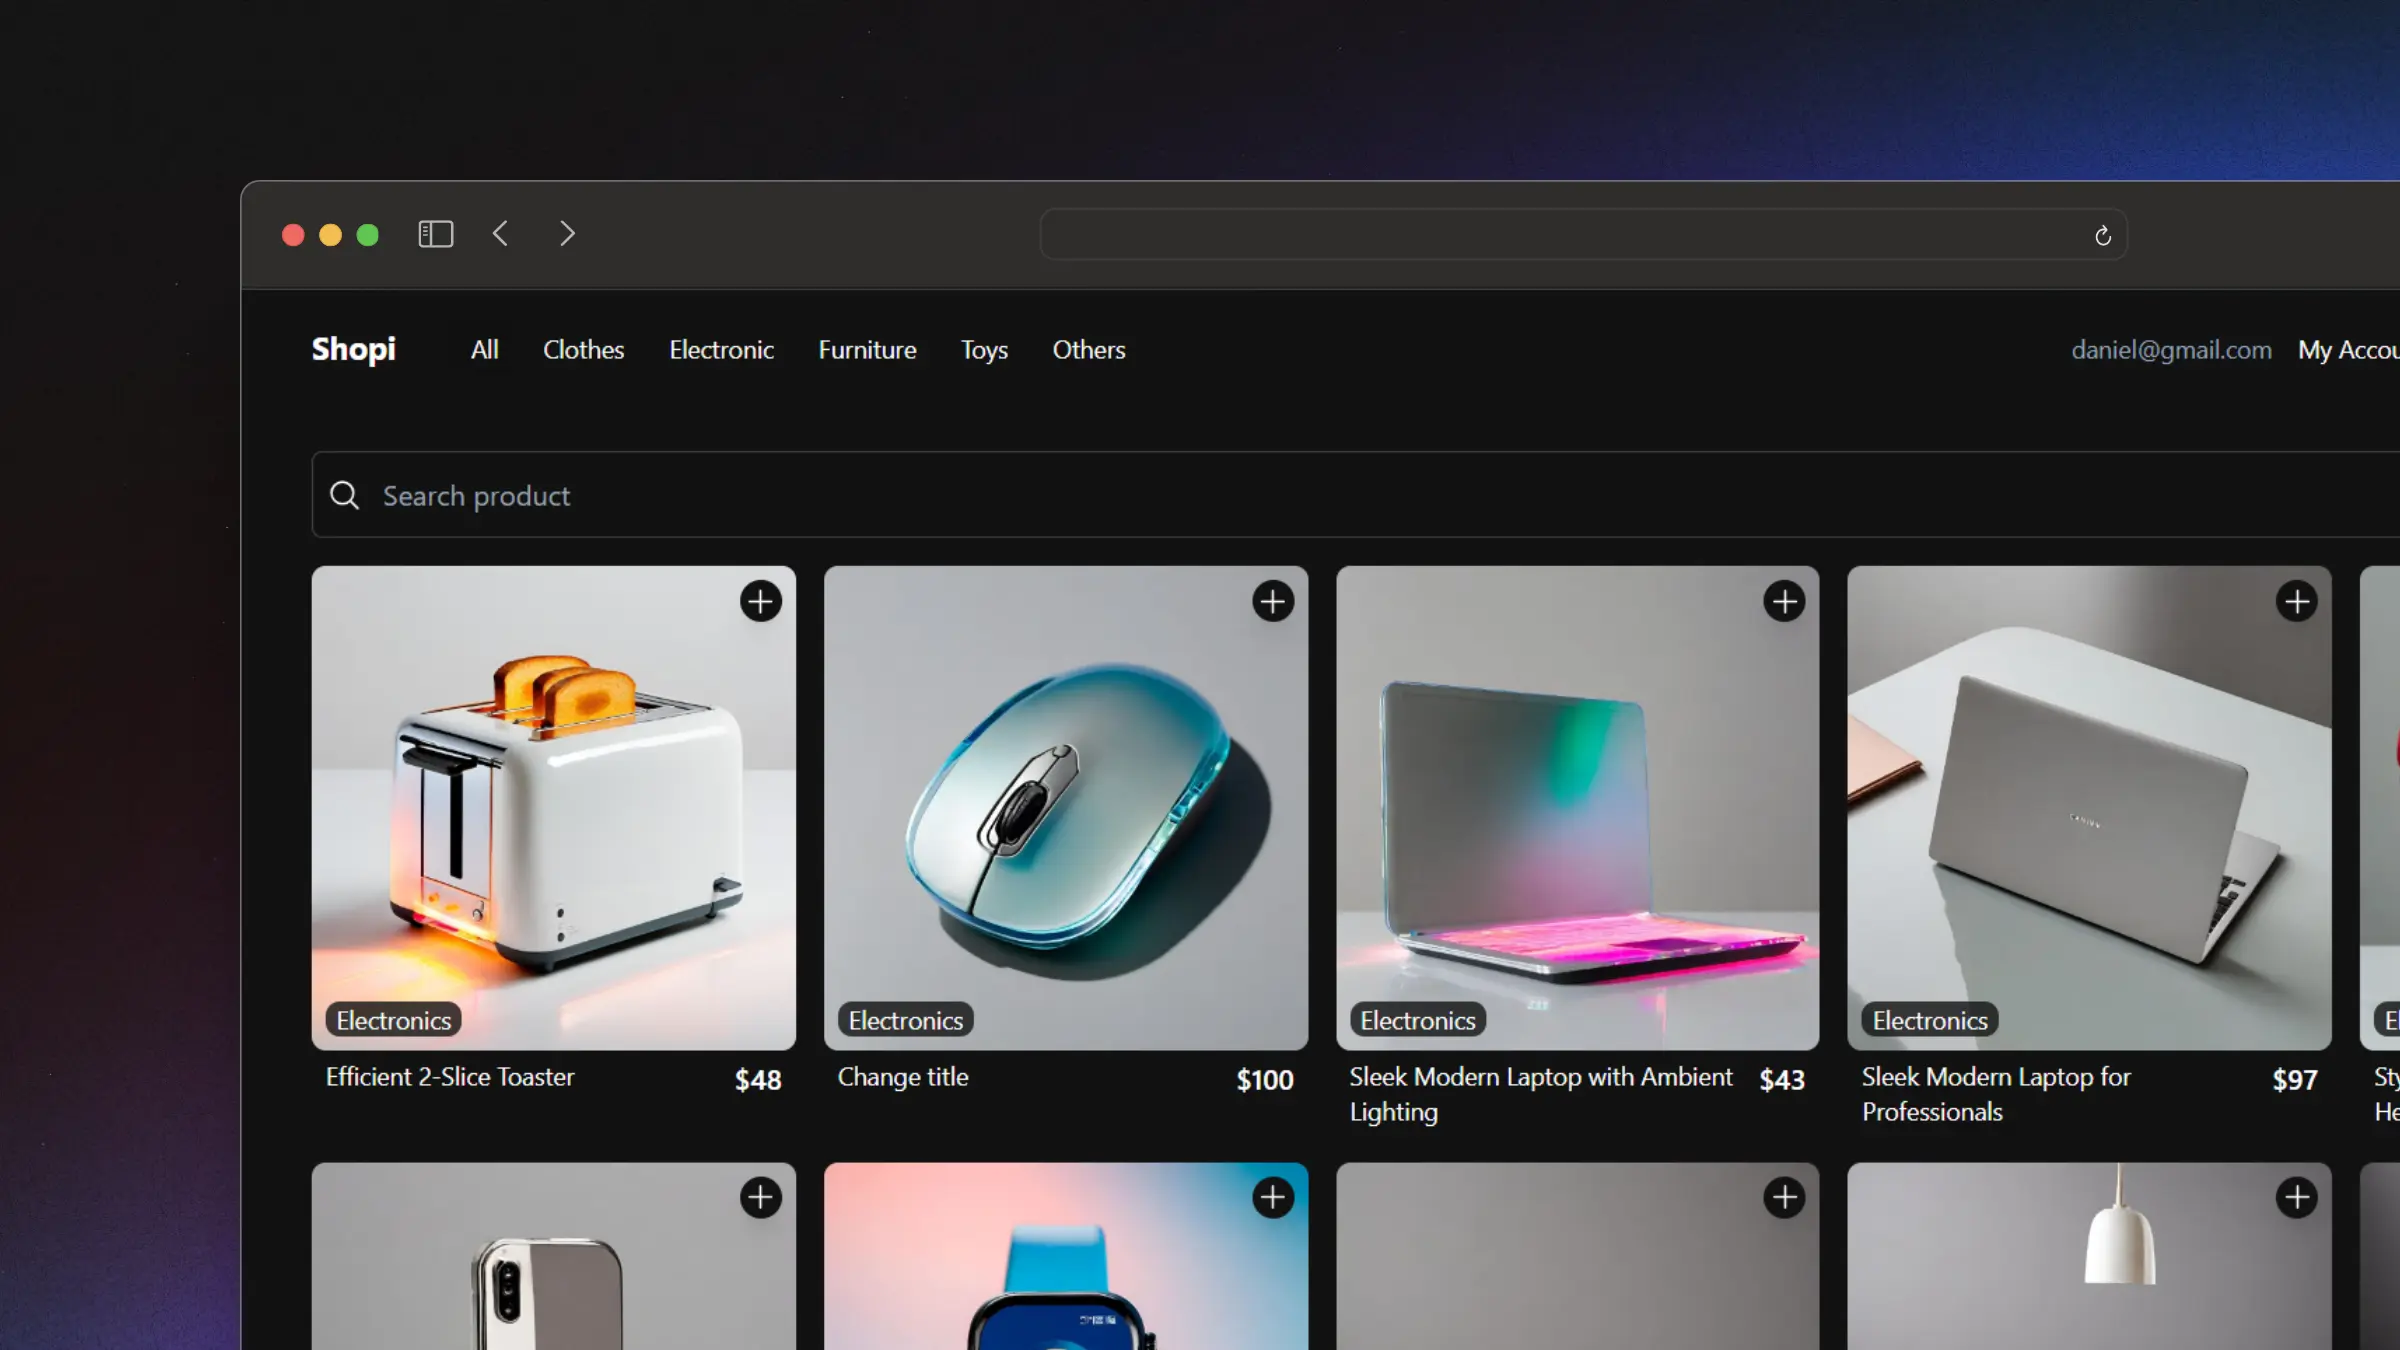 Shopi All Clothes Electronic Furniture Toys Others daniel@gmail.com My Accou
Search product
Electronics
Electronics
Electronics
Electronics
El
Efficient 2-Slice Toaster $48
Change title $100
Sleek Modern Laptop with Ambient Lighting $43
Sleek Modern Laptop for Professionals $97
Sty
He